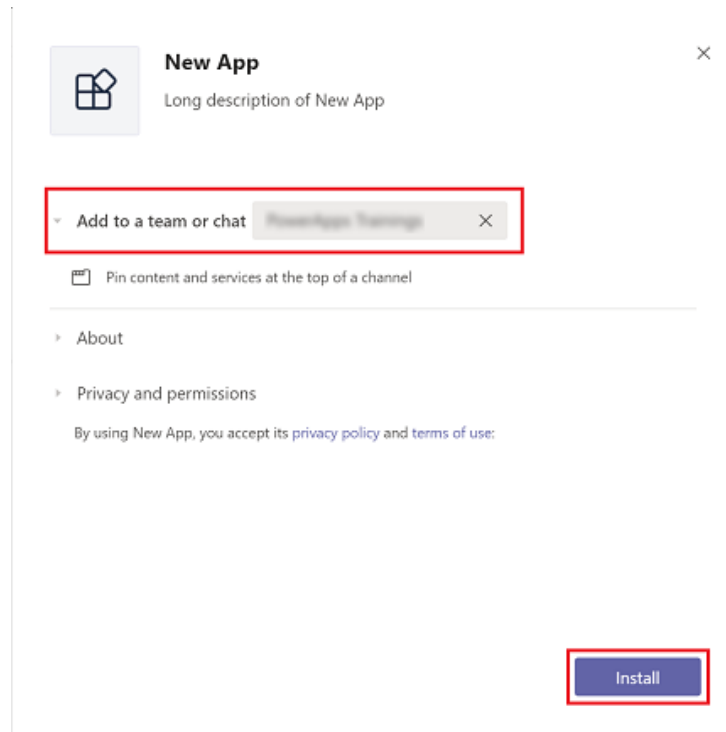 New App
Long description of New App
Add to a team or chat
Pin content and services at the top of a channel
About
Privacy and permissions
By using New App, you accept its privacy policy and terms of use:
Install